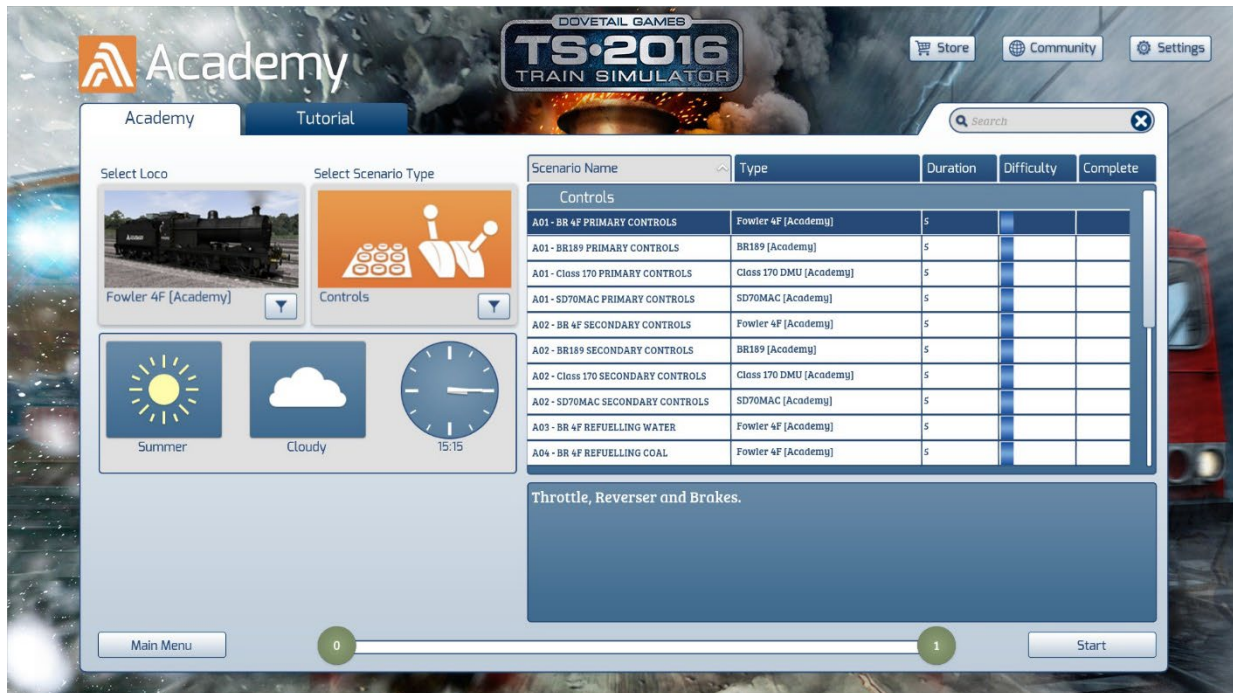 DOVETAIL GAMES
TS•2016
TRAIN SIMULATOR
Academy
Store
Community
Settings
Academy
Tutorial
Search
Select Loco
Select Scenario Type
Fowler 4F [Academy]
Controls
Summer
Cloudy
15:15
Scenario Name Type Duration Difficulty Complete
Controls
A01 - BR 4F PRIMARY CONTROLS Fowler 4F [Academy] 5
A01 - BR189 PRIMARY CONTROLS BR189 [Academy] 5
A01 - Class 170 PRIMARY CONTROLS Class 170 DMU [Academy] 5
A01 - SD70MAC PRIMARY CONTROLS SD70MAC [Academy] 5
A02 - BR 4F SECONDARY CONTROLS Fowler 4F [Academy] 5
A02 - BR189 SECONDARY CONTROLS BR189 [Academy] 5
A02 - Class 170 SECONDARY CONTROLS Class 170 DMU [Academy] 5
A02 - SD70MAC SECONDARY CONTROLS SD70MAC [Academy] 5
A03 - BR 4F REFUELLING WATER Fowler 4F [Academy] 5
A04 - BR 4F REFUELLING COAL Fowler 4F [Academy] 5
Throttle, Reverser and Brakes.
Main Menu
0
1
Start